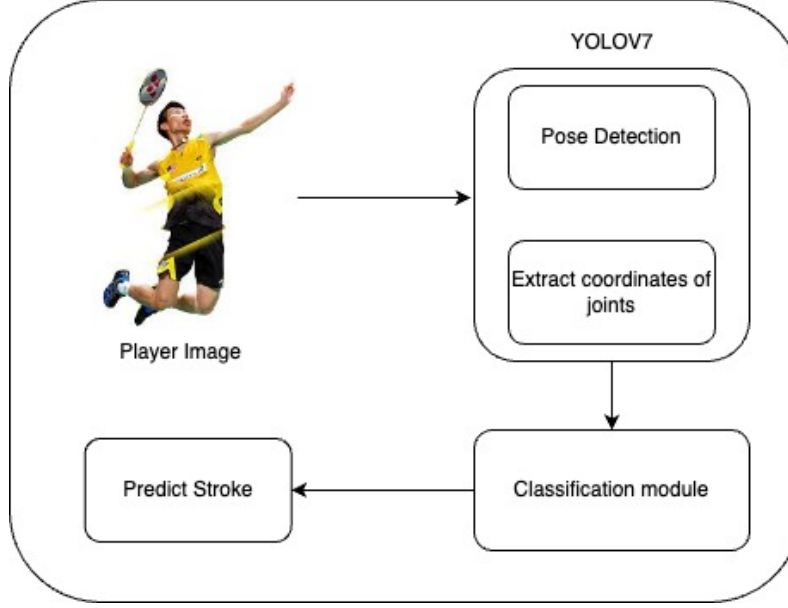 YOLOV7
Pose Detection
Extract coordinates of
joints
Player Image
Predict Stroke
Classification module